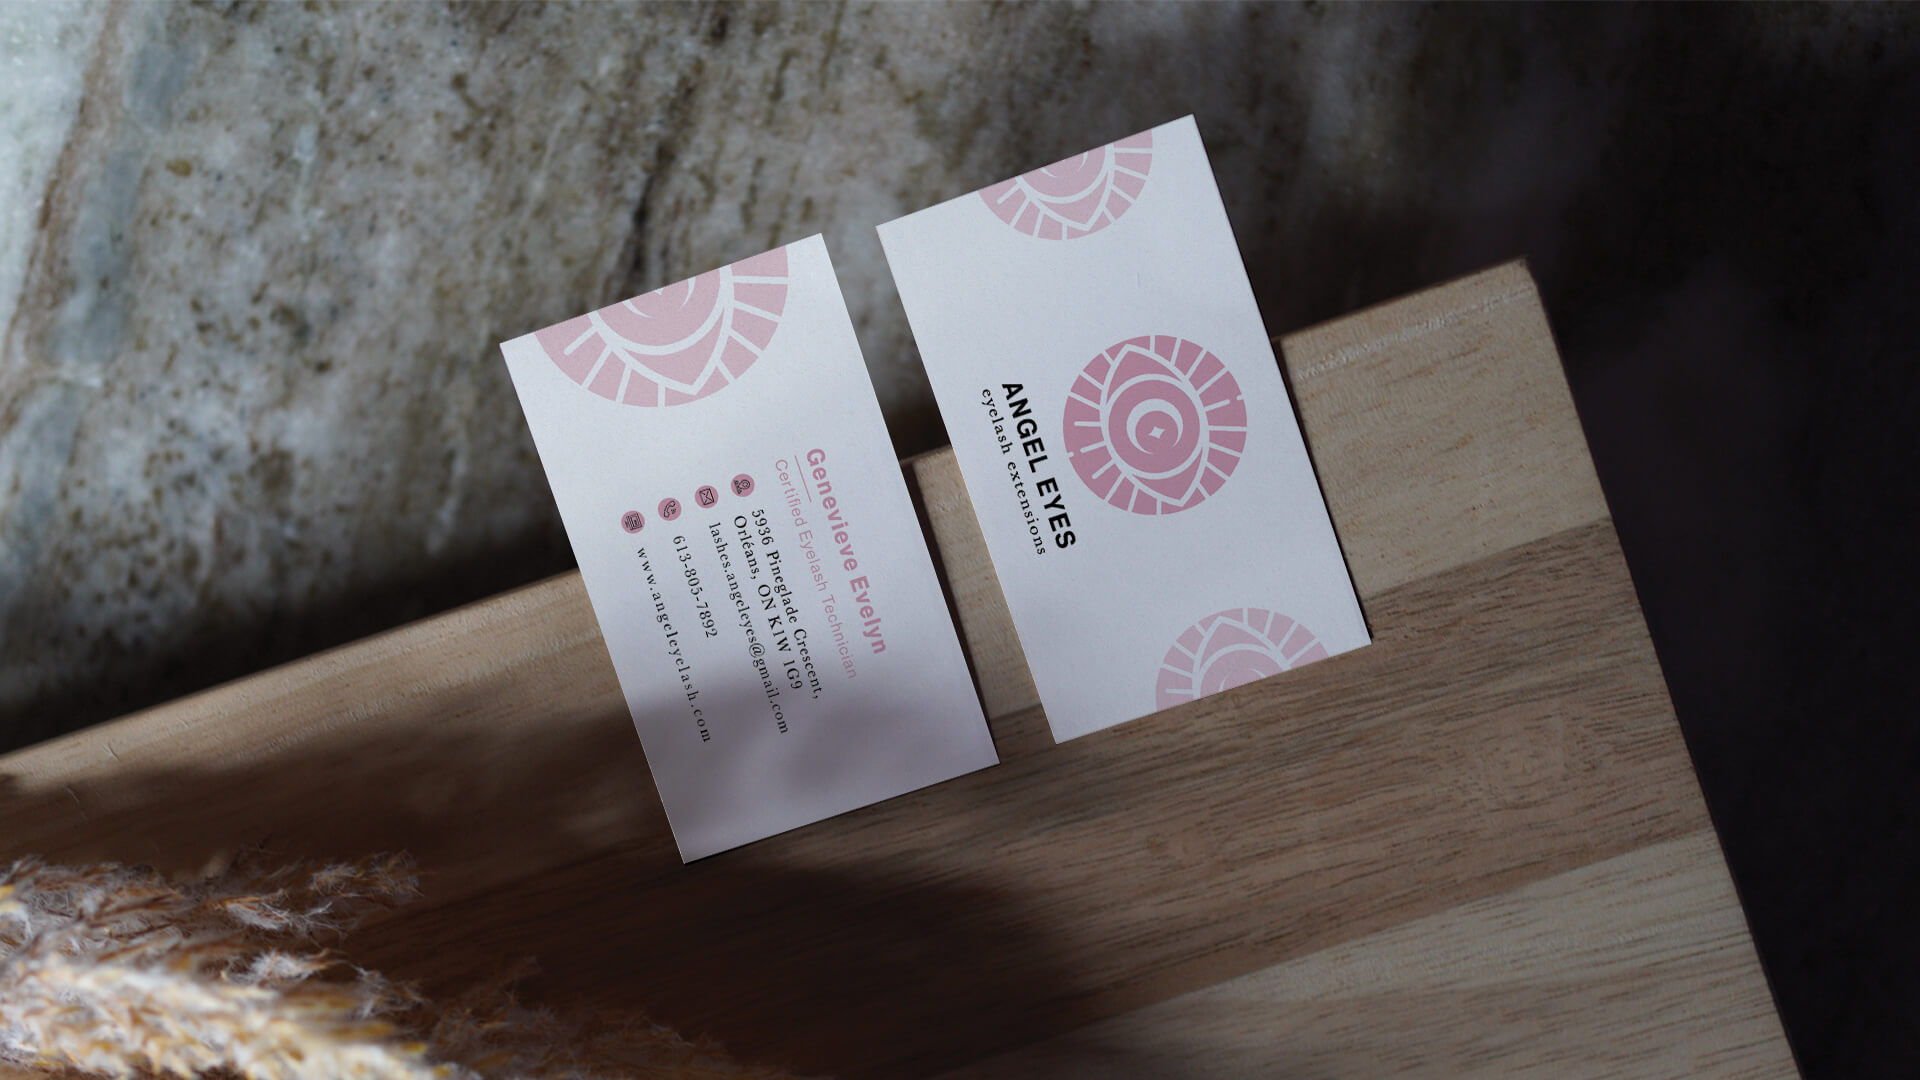 Genevieve Evelyn
Certified Eyelash Technician
5936 Pineglade Crescent,
Orléans, ON K1W 1G9
lashes.angeleyes@gmail.com
613-805-7892
www.angeleyelash.com
ANGEL EYES
eyelash extensions